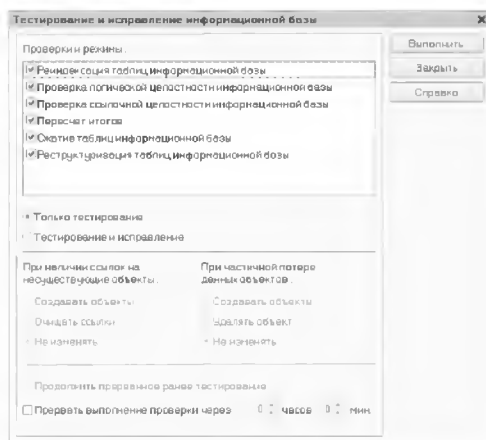 Тестирование и исправление информационной базы
Проверки и режимы:
Выполнить
Закрыть
Справка
Реиндексация таблиц информационной базы
Проверка логической целостности информационной базы
Проверка ссылочной целостности информационной базы
Пересчет итогов
Сжатие таблиц информационной базы
Реструктуризация таблиц информационной базы
Только тестирование
Тестирование и исправление
При наличии ссылок на
несуществующие объекты:
При частичной потере
данных объектов:
Создавать объекты
Создавать объекты
Очищать ссылки
Удалять объект
Не изменять
Не изменять
Продолжить прерванное ранее тестирование
Прервать выполнение проверки через 0 часов 0 мин.